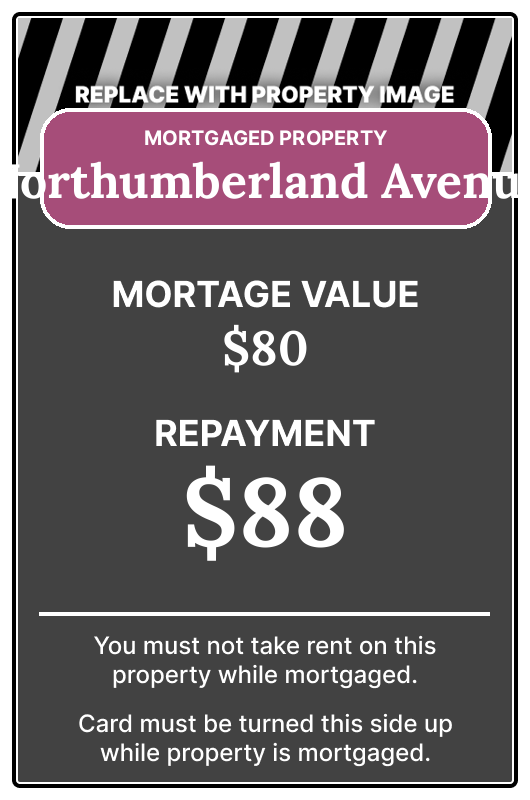 REPLACE WITH PROPERTY IMAGE
MORTGAGED PROPERTY
orthumberland Avenu
MORTAGE VALUE
$80
REPAYMENT
$88
You must not take rent on this
property while mortgaged.
Card must be turned this side up
while property is mortgaged.